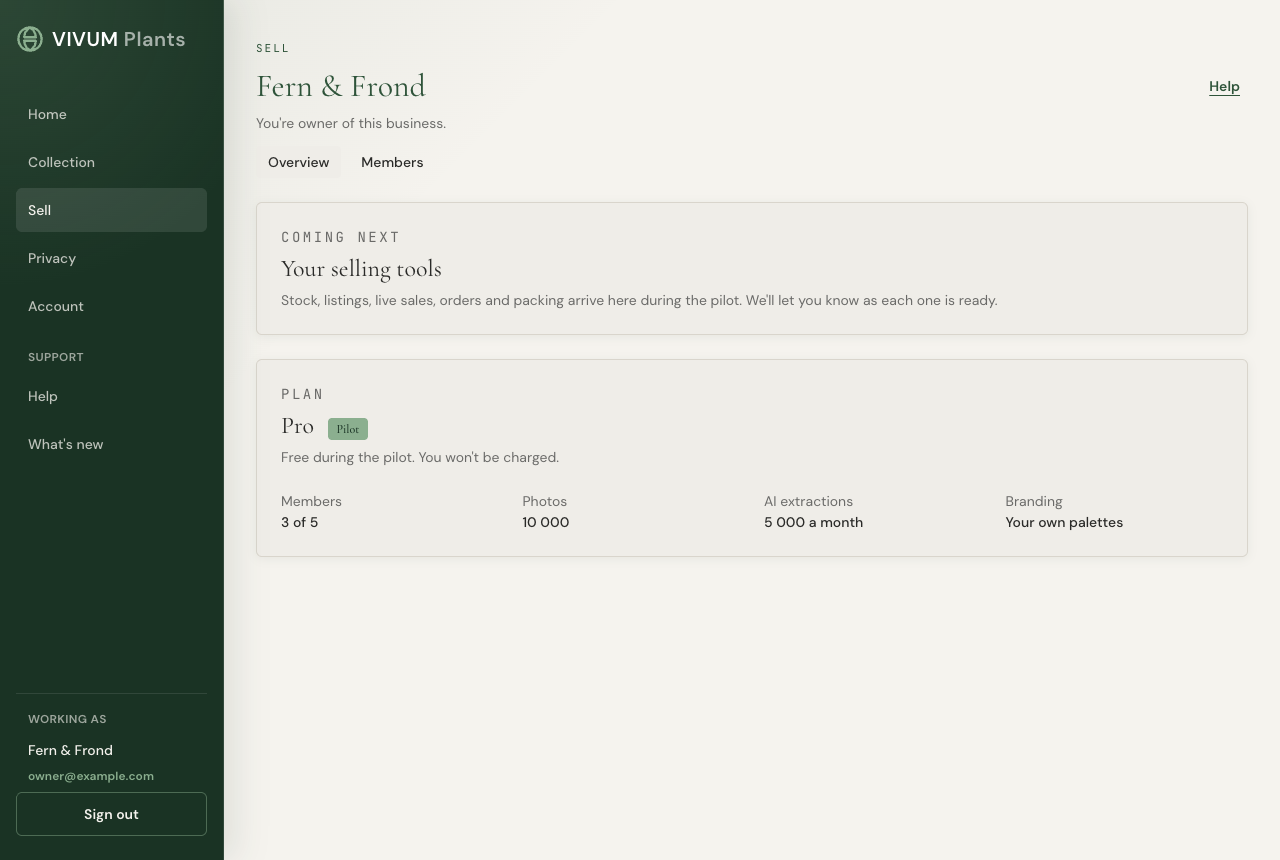 VIVUM Plants
Home
Collection
Sell
Privacy
Account
SUPPORT
Help
What's new
WORKING AS
Fern & Frond
owner@example.com
Sign out
SELL
Fern & Frond
Help
You're owner of this business.
Overview Members
COMING NEXT
Your selling tools
Stock, listings, live sales, orders and packing arrive here during the pilot. We'll let you know as each one is ready.
PLAN
Pro Pilot
Free during the pilot. You won't be charged.
Members Photos AI extractions Branding
3 of 5 10 000 5 000 a month Your own palettes